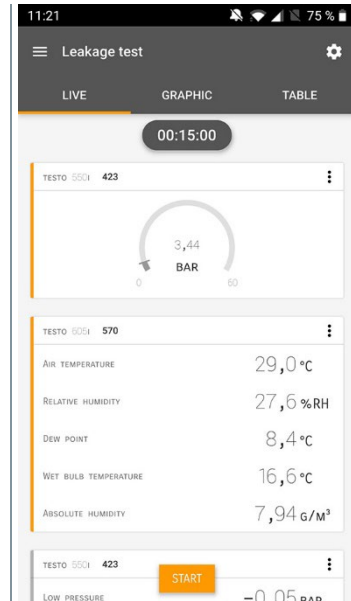 11:21 75 %
Leakage test
LIVE GRAPHIC TABLE
00:15:00
TESTO 550I 423
3,44
BAR
0 60
TESTO 605I 570
AIR TEMPERATURE 29,0 °C
RELATIVE HUMIDITY 27,6 %RH
DEW POINT 8,4 °C
WET BULB TEMPERATURE 16,6 °C
ABSOLUTE HUMIDITY 7,94 G/M³
TESTO 550I 423
START
LOW PRESSURE -0,05 BAR